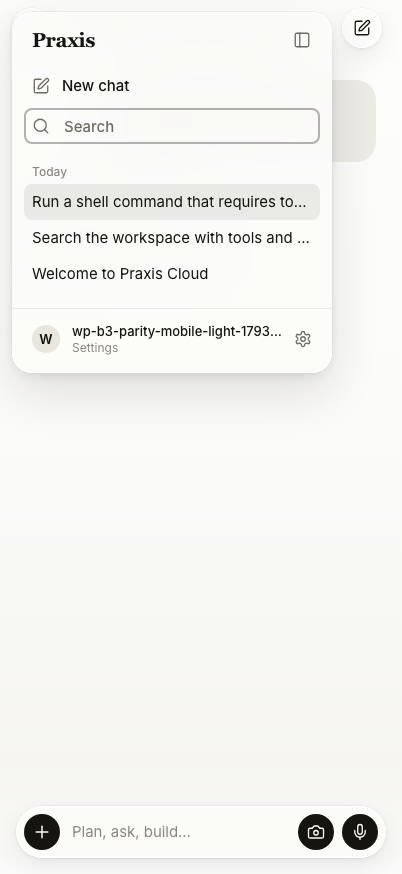 Praxis
New chat
Search
Today
Run a shell command that requires to...
Search the workspace with tools and ...
Welcome to Praxis Cloud
W
wp-b3-parity-mobile-light-1793...
Settings
Plan, ask, build...